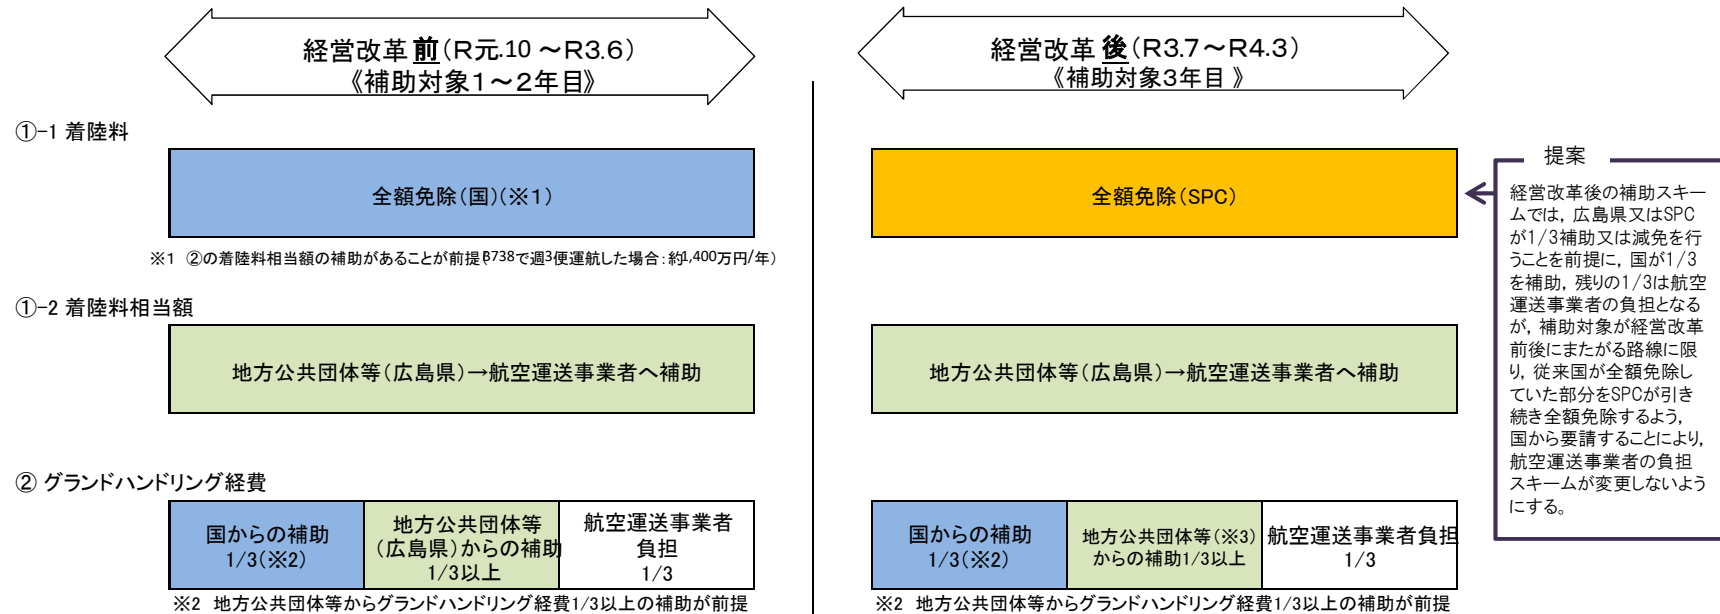 経営改革 前(R元.10 ～R3.6)
《補助対象1～2年目》
経営改革 後(R3.7～R4.3)
《補助対象3年目 》
①-1 着陸料
全額免除(国)(※1)
全額免除(SPC)
※1 ②の着陸料相当額の補助があることが前提(B738で週3便運航した場合:約1,400万円/年)
提案
経営改革後の補助スキー
ムでは, 広島県又はSPC
が1/3補助又は減免を行
うことを前提に, 国が1/3
を補助, 残りの1/3は航空
運送事業者の負担となる
が, 補助対象が経営改革
前後にまたがる路線に限
り, 従来国が全額免除し
ていた部分をSPCが引き
続き全額免除するよう,
国から要請することにより,
航空運送事業者の負担
スキームが変更しないよう
にする。
①-2 着陸料相当額
地方公共団体等(広島県)→航空運送事業者へ補助
地方公共団体等(広島県)→航空運送事業者へ補助
② グランドハンドリング経費
国からの補助
1/3(※2)
地方公共団体等
(広島県)からの補助
1/3以上
航空運送事業者
負担
1/3
国からの補助
1/3(※2)
地方公共団体等(※3)
からの補助1/3以上
航空運送事業者負担
1/3
※2 地方公共団体等からグランドハンドリング経費1/3以上の補助が前提
※2 地方公共団体等からグランドハンドリング経費1/3以上の補助が前提